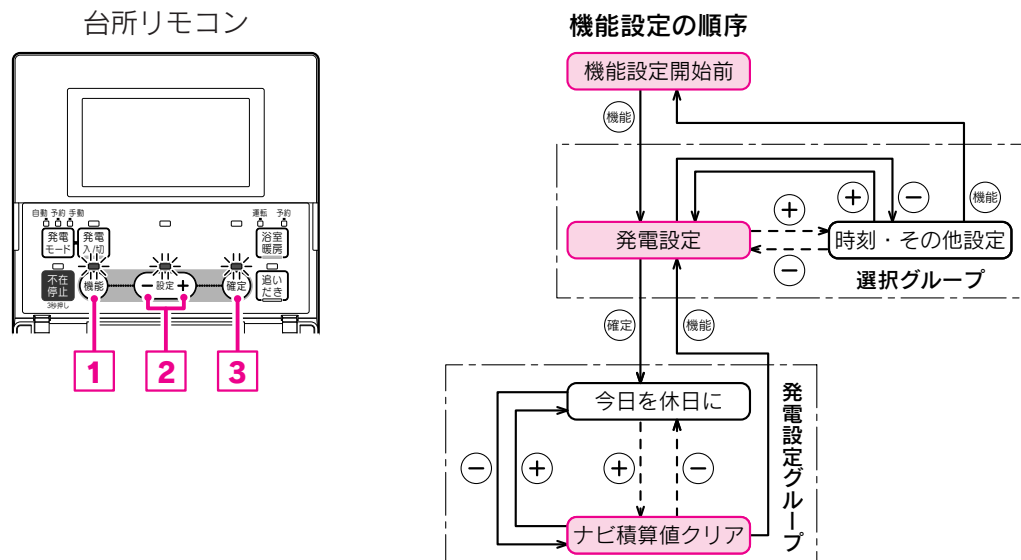 台所リモコン
自動 予約 手動
運転 予約
発電
モード
発電
入/切
浴室
暖房
不在
停止
3秒押し
機能
− 設定 +
確定
追い
だき
1
2
3
機能設定の順序
機能設定開始前
機能
発電設定
+
−
+
−
機能
時刻・その他設定
選択グループ
確定
機能
今日を休日に
−
+
+
−
ナビ積算値クリア
発電設定グループ